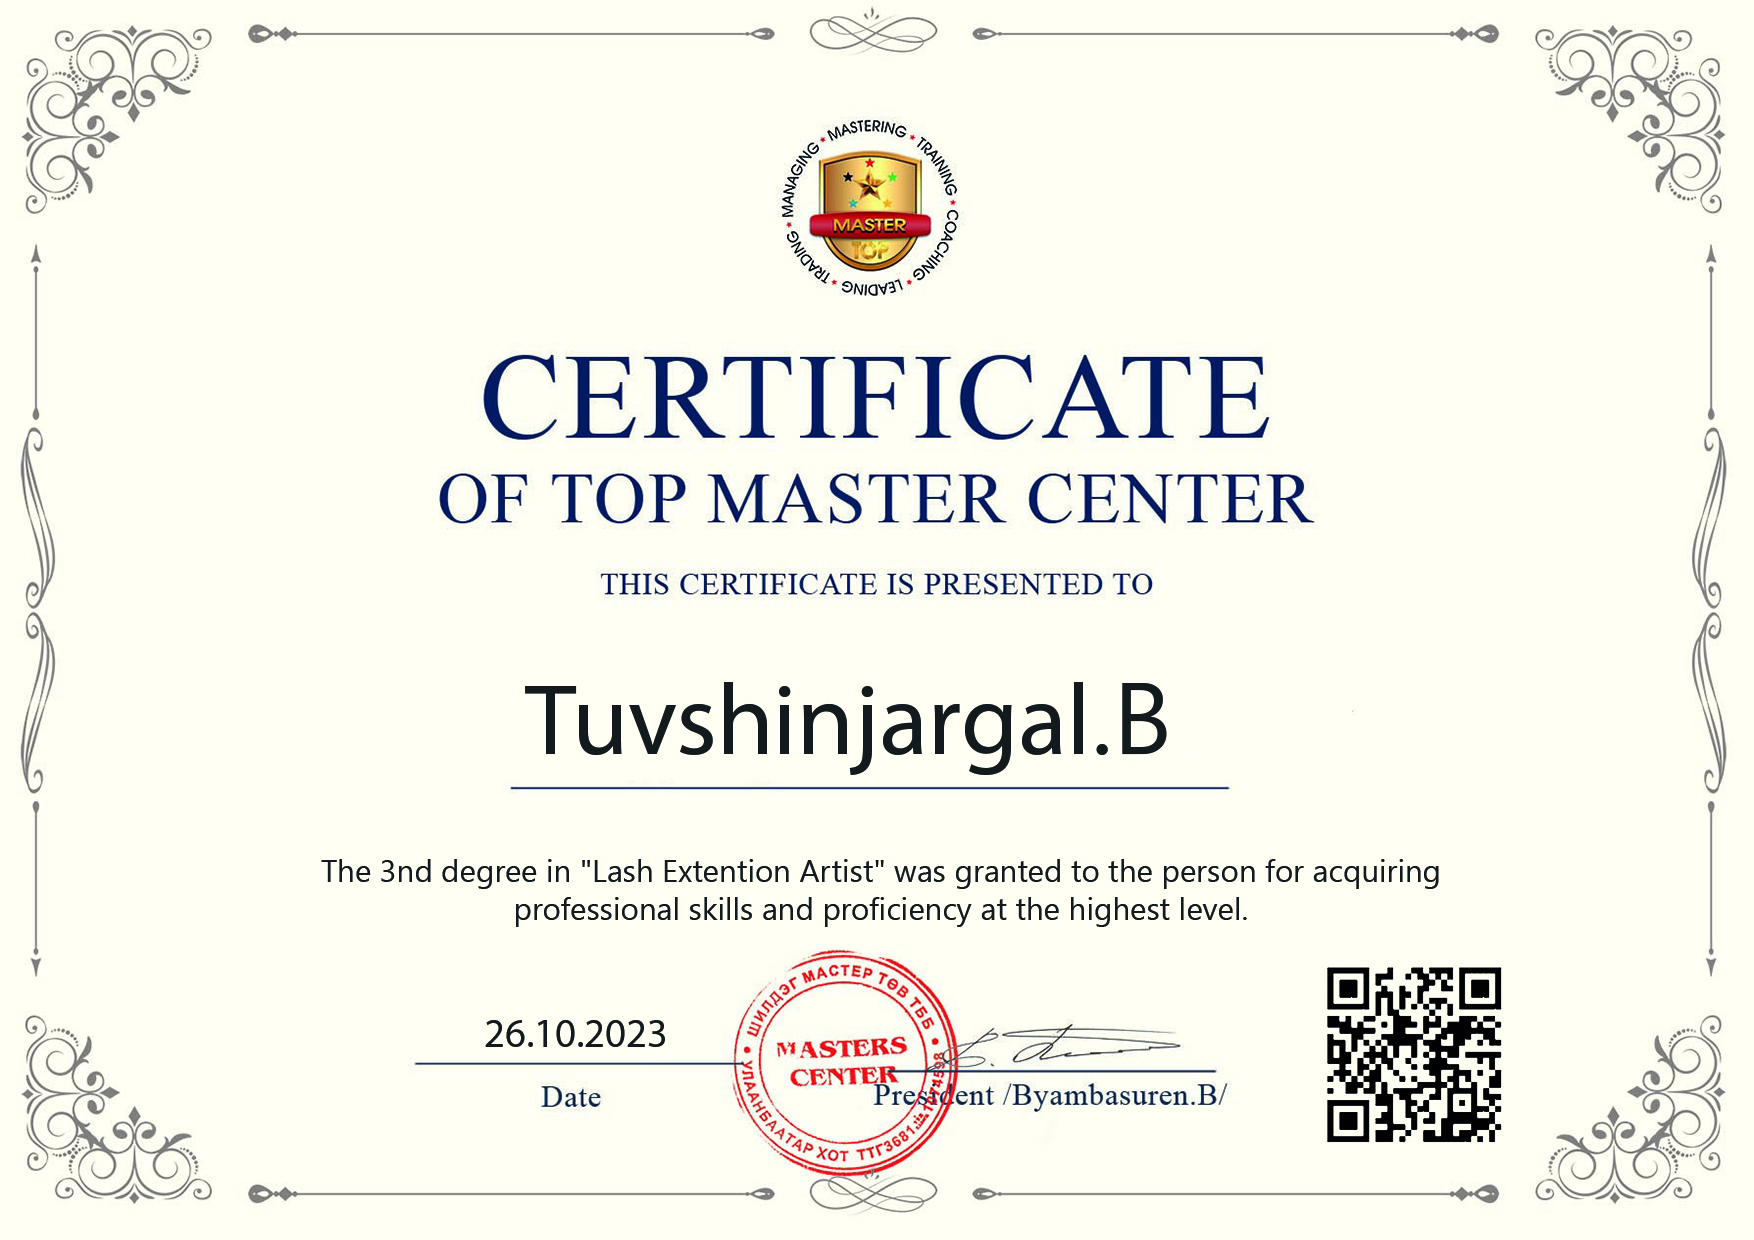 MANAGING * MASTERING * TRAINING * COACHING * LEADING * TRADING *
MASTER
TOP
CERTIFICATE
OF TOP MASTER CENTER
THIS CERTIFICATE IS PRESENTED TO
Tuvshinjargal.B
The 3nd degree in "Lash Extention Artist" was granted to the person for acquiring
professional skills and proficiency at the highest level.
26.10.2023
Date
• ШИЛДЭГ МАСТЕР ТӨВ ТББ •
MASTERS
CENTER
УЛААНБААТАР ХОТ ТТГ3681
President /Byambasuren.B/